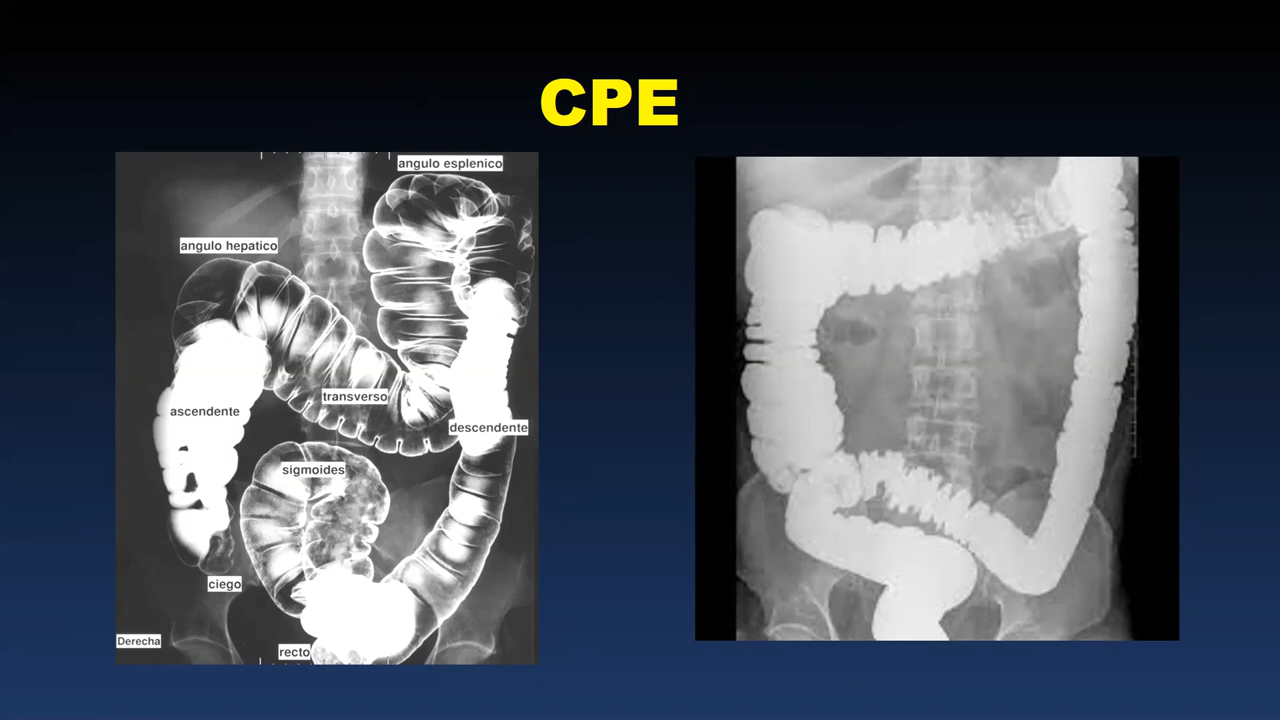 CPE
angulo esplenico
angulo hepatico
transverso
ascendente
descendente
sigmoides
ciego
Derecha
recto